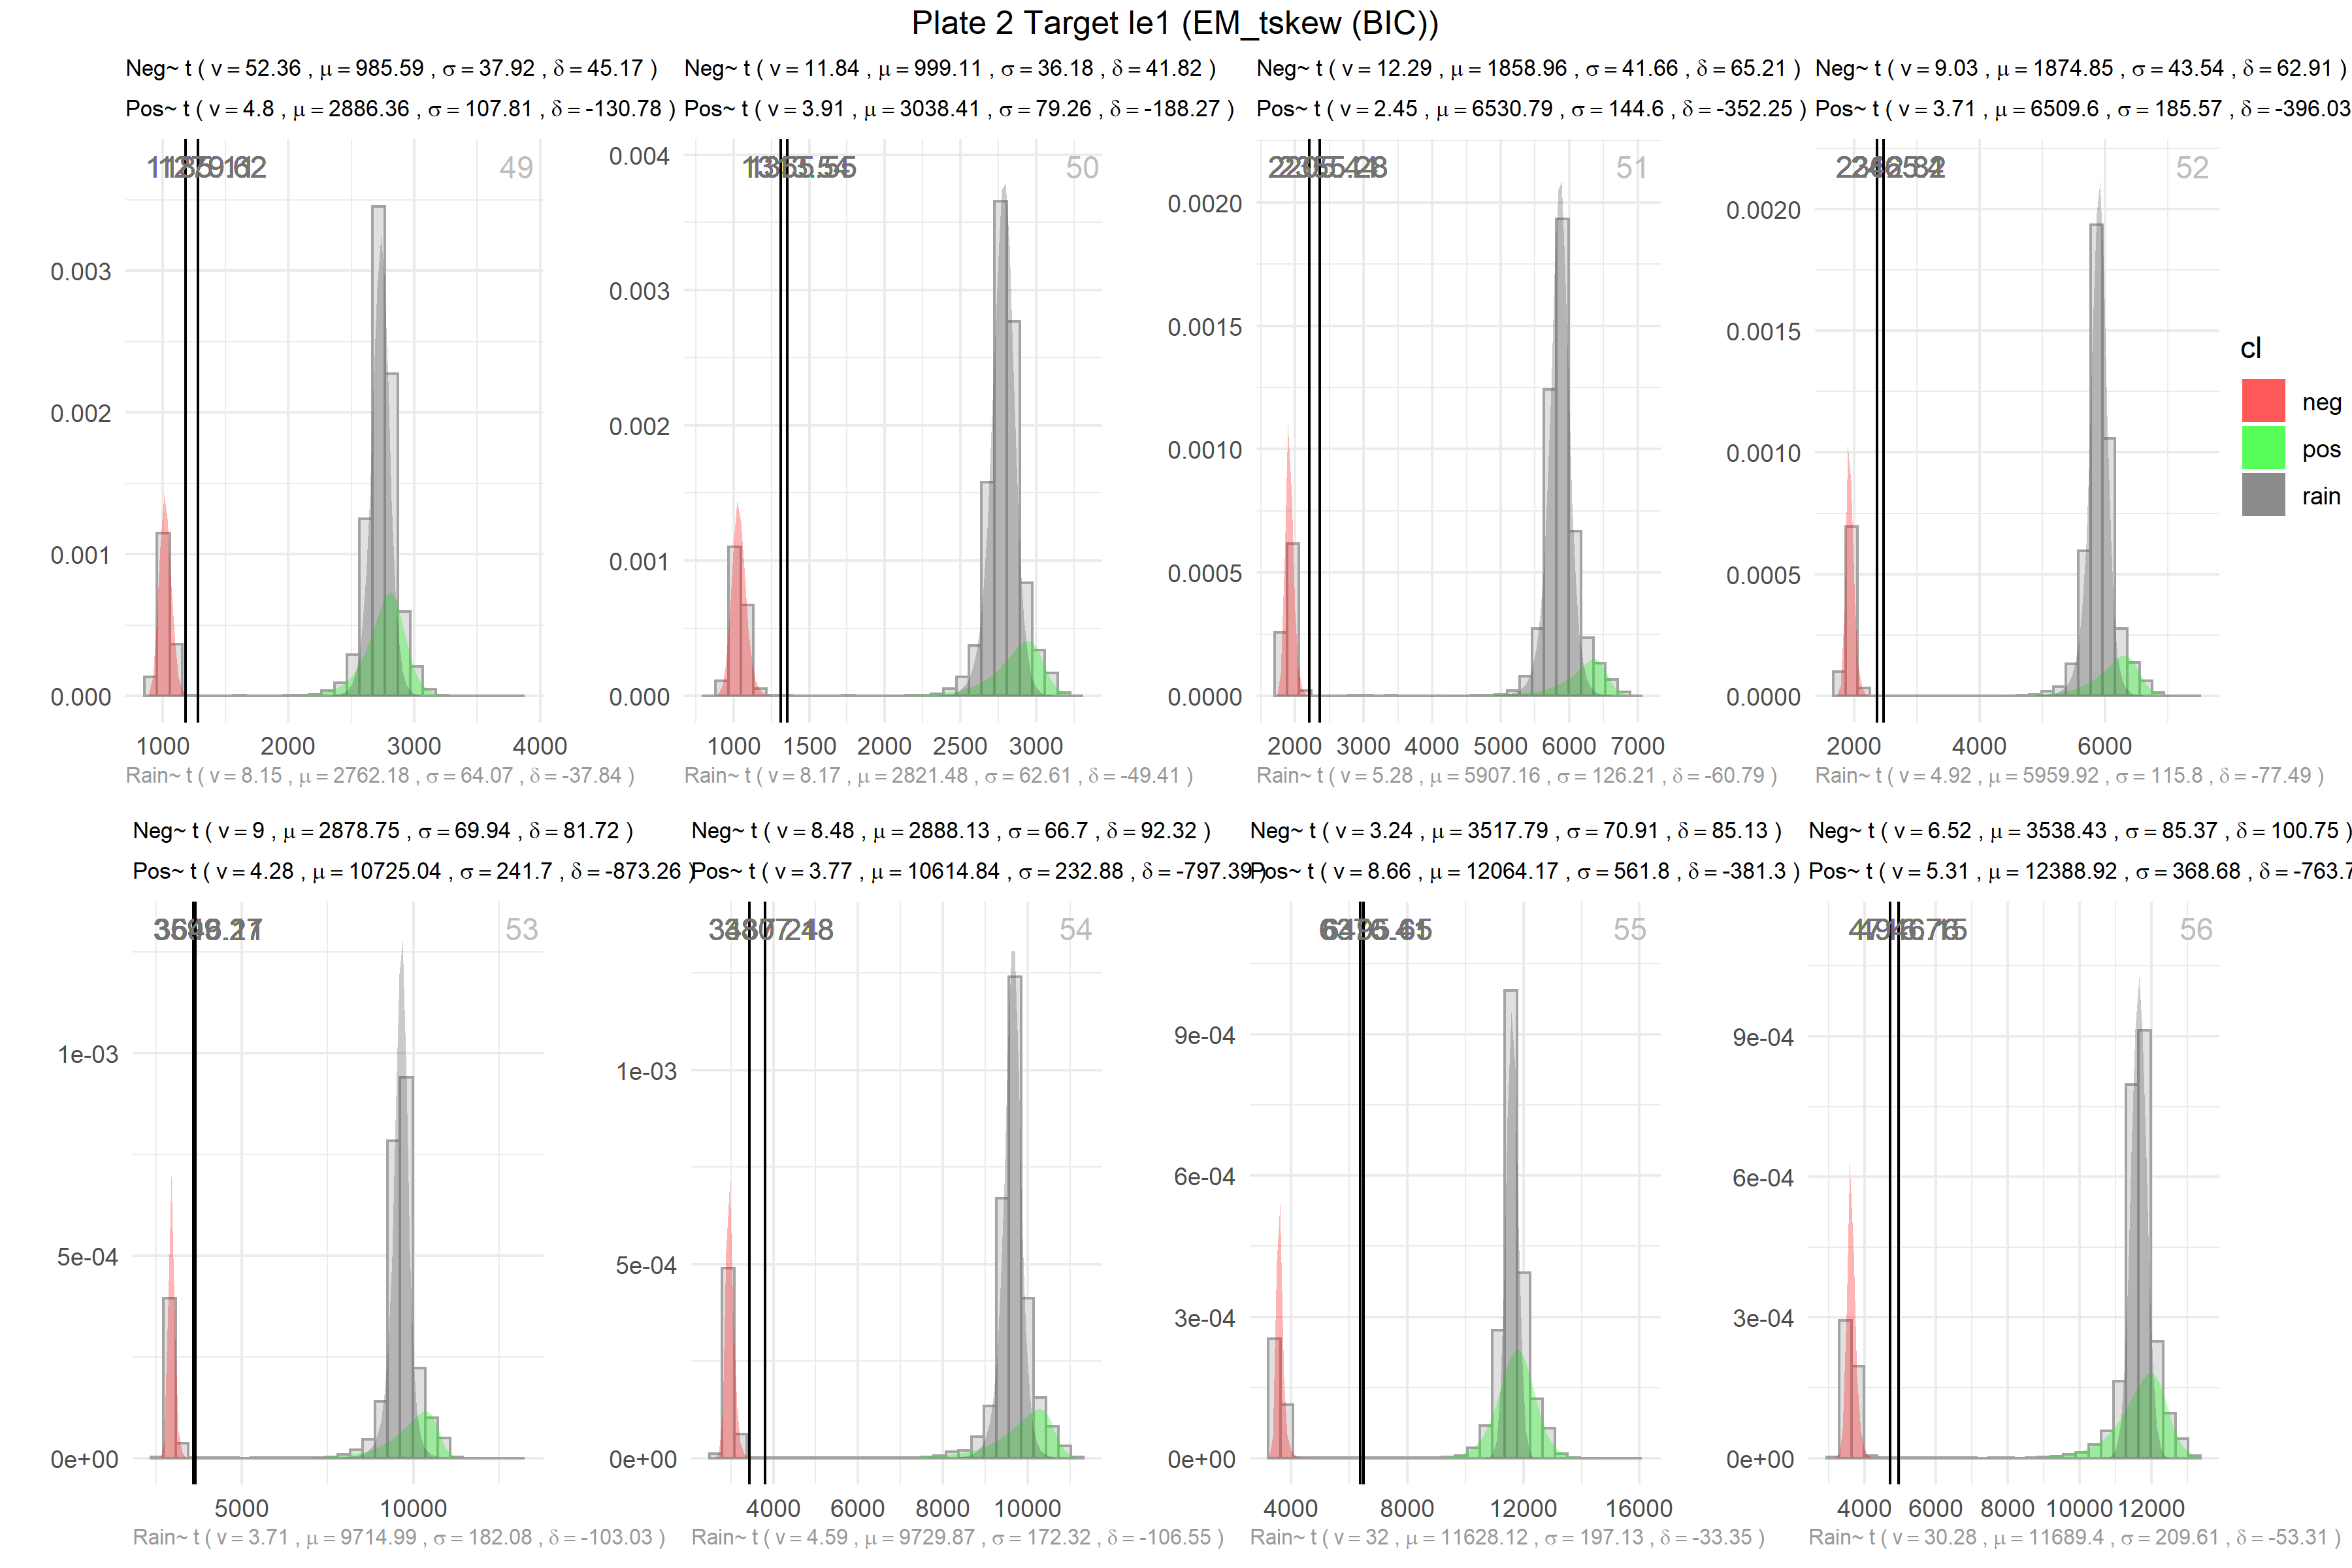 Plate 2 Target le1 (EM_tskew (BIC))
Neg~ t ( v = 52.36 , μ = 985.59 , σ = 37.92 , δ = 45.17 )
Pos~ t ( v = 4.8 , μ = 2886.36 , σ = 107.81 , δ = -130.78 )
Neg~ t ( v = 11.84 , μ = 999.11 , σ = 36.18 , δ = 41.82 )
Pos~ t ( v = 3.91 , μ = 3038.41 , σ = 79.26 , δ = -188.27 )
Neg~ t ( v = 12.29 , μ = 1858.96 , σ = 41.66 , δ = 65.21 )
Pos~ t ( v = 2.45 , μ = 6530.79 , σ = 144.6 , δ = -352.25 )
Neg~ t ( v = 9.03 , μ = 1874.85 , σ = 43.54 , δ = 62.91 )
Pos~ t ( v = 3.71 , μ = 6509.6 , σ = 185.57 , δ = -396.03
49
0.003
0.002
0.001
0.000
1000 2000 3000 4000
Rain~ t ( v = 8.15 , μ = 2762.18 , σ = 64.07 , δ = -37.84 )
50
0.004
0.003
0.002
0.001
0.000
1000 1500 2000 2500 3000
Rain~ t ( v = 8.17 , μ = 2821.48 , σ = 62.61 , δ = -49.41 )
51
0.0020
0.0015
0.0010
0.0005
0.0000
2000 3000 4000 5000 6000 7000
Rain~ t ( v = 5.28 , μ = 5907.16 , σ = 126.21 , δ = -60.79 )
52
0.0020
0.0015
0.0010
0.0005
0.0000
2000 4000 6000
Rain~ t ( v = 4.92 , μ = 5959.92 , σ = 115.8 , δ = -77.49 )
cl
neg
pos
rain
Neg~ t ( v = 9 , μ = 2878.75 , σ = 69.94 , δ = 81.72 )
Pos~ t ( v = 4.28 , μ = 10725.04 , σ = 241.7 , δ = -873.26 )
Neg~ t ( v = 8.48 , μ = 2888.13 , σ = 66.7 , δ = 92.32 )
Pos~ t ( v = 3.77 , μ = 10614.84 , σ = 232.88 , δ = -797.39 )
Neg~ t ( v = 3.24 , μ = 3517.79 , σ = 70.91 , δ = 85.13 )
Pos~ t ( v = 8.66 , μ = 12064.17 , σ = 561.8 , δ = -381.3 )
Neg~ t ( v = 6.52 , μ = 3538.43 , σ = 85.37 , δ = 100.75 )
Pos~ t ( v = 5.31 , μ = 12388.92 , σ = 368.68 , δ = -763.7
53
1e-03
5e-04
0e+00
5000 10000
Rain~ t ( v = 3.71 , μ = 9714.99 , σ = 182.08 , δ = -103.03 )
54
1e-03
5e-04
0e+00
4000 6000 8000 10000
Rain~ t ( v = 4.59 , μ = 9729.87 , σ = 172.32 , δ = -106.55 )
55
9e-04
6e-04
3e-04
0e+00
4000 8000 12000 16000
Rain~ t ( v = 32 , μ = 11628.12 , σ = 197.13 , δ = -33.35 )
56
9e-04
6e-04
3e-04
0e+00
4000 6000 8000 10000 12000
Rain~ t ( v = 30.28 , μ = 11689.4 , σ = 209.61 , δ = -53.31 )